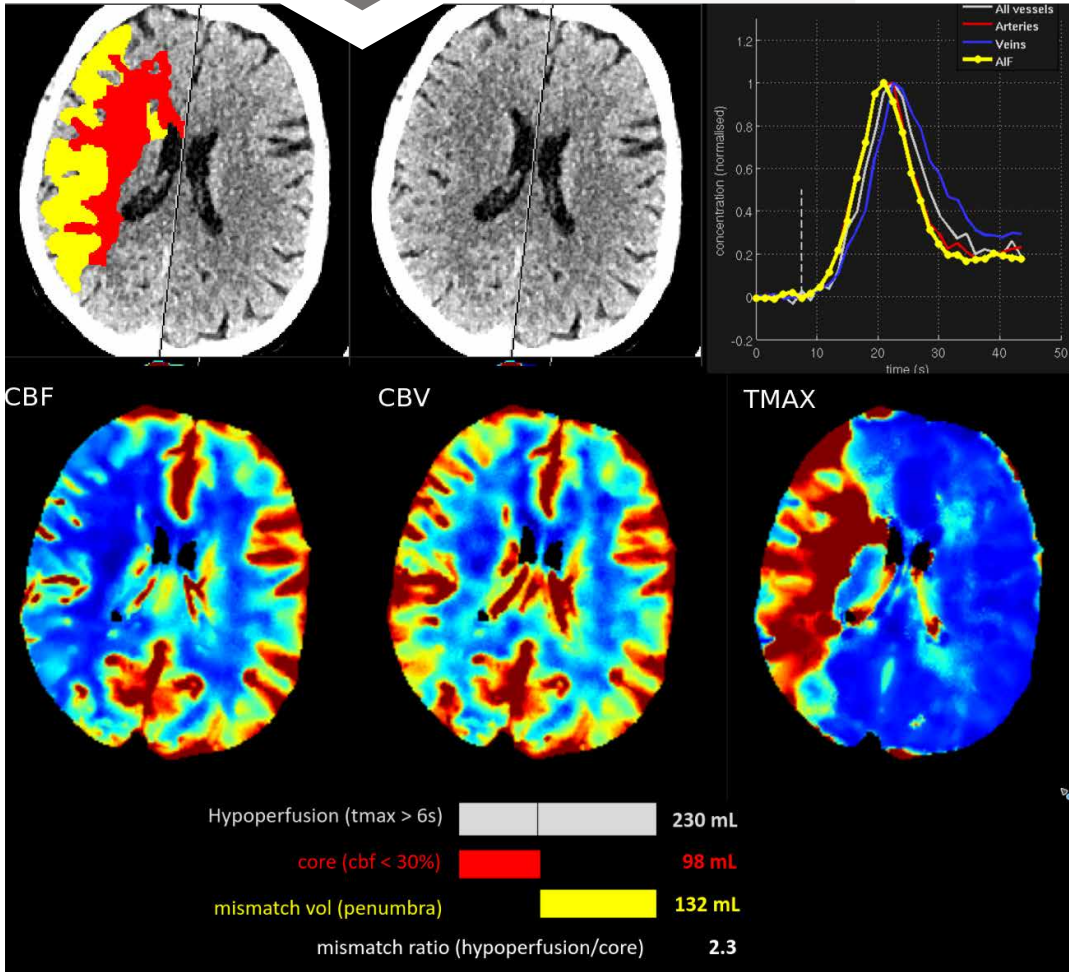 All vessels
Arteries
Veins
AIF
concentration (normalised)
1.2
1
0.8
0.6
0.4
0.2
0
-0.2
0 10 20 30 40 50
time (s)
CBF CBV TMAX
Hypoperfusion (tmax > 6s) 230 mL
core (cbf < 30%) 98 mL
mismatch vol (penumbra) 132 mL
mismatch ratio (hypoperfusion/core) 2.3